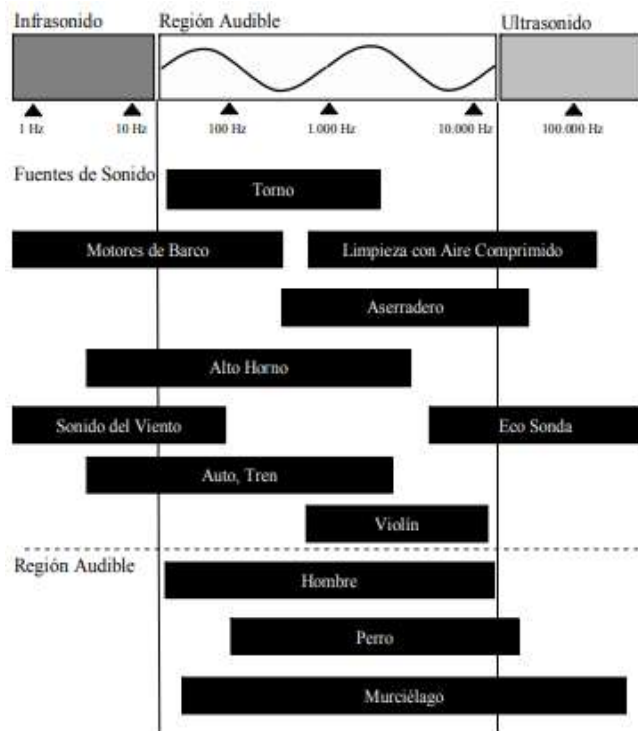 Infrasonido Región Audible Ultrasonido
1 Hz 10 Hz 100 Hz 1.000 Hz 10.000 Hz 100.000 Hz
Fuentes de Sonido
Torno
Motores de Barco Limpieza con Aire Comprimido
Aserradero
Alto Horno
Sonido del Viento Eco Sonda
Auto, Tren
Violín
Región Audible
Hombre
Perro
Murciélago